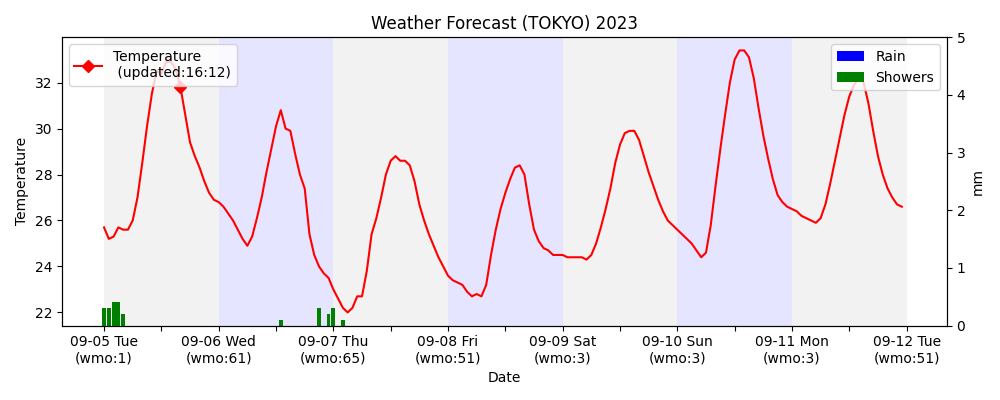 Weather Forecast (TOKYO) 2023
Temperature
(updated:16:12)
Rain
Showers
Temperature
32
30
28
26
24
22
5
4
3
2
1
0
mm
09-05 Tue
(wmo:1)
09-06 Wed
(wmo:61)
09-07 Thu
(wmo:65)
09-08 Fri
(wmo:51)
09-09 Sat
(wmo:3)
09-10 Sun
(wmo:3)
09-11 Mon
(wmo:3)
09-12 Tue
(wmo:51)
Date